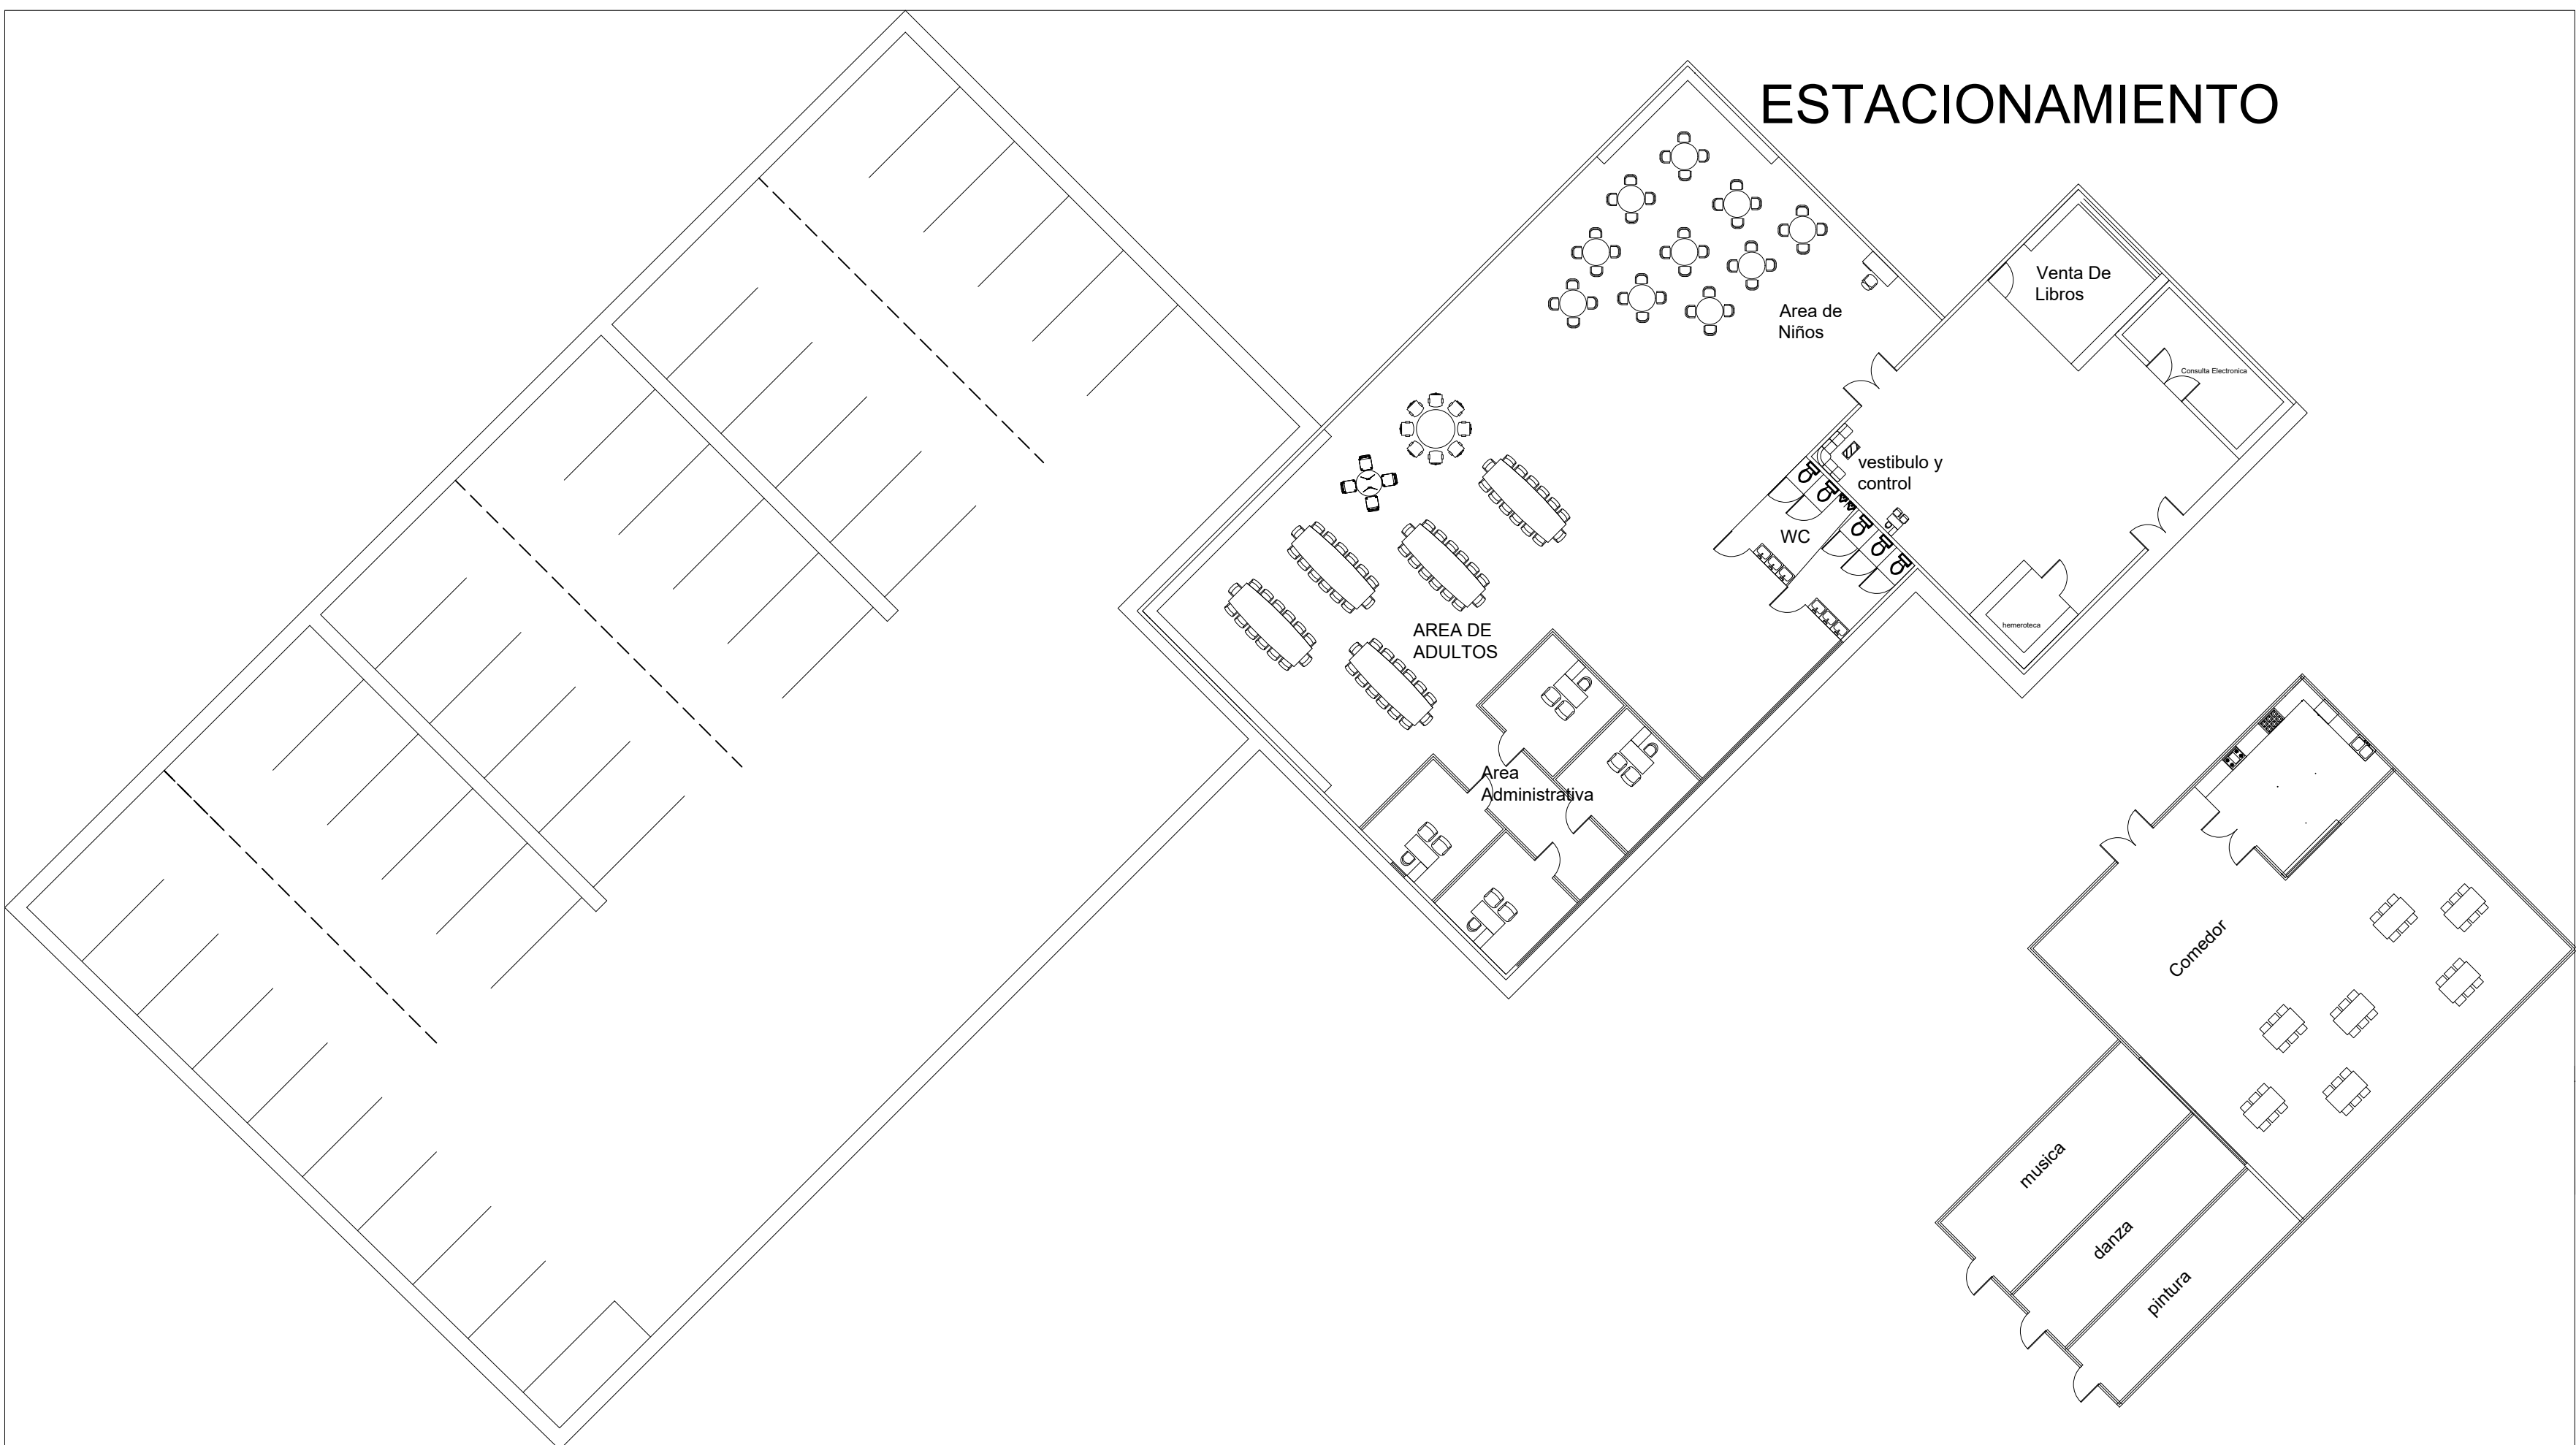 ESTACIONAMIENTO
Venta De
Libros
Area de
Niños
Consulta Electronica
vestibulo y
control
WC
hemeroteca
AREA DE
ADULTOS
Area
Administrativa
Comedor
musica
danza
pintura